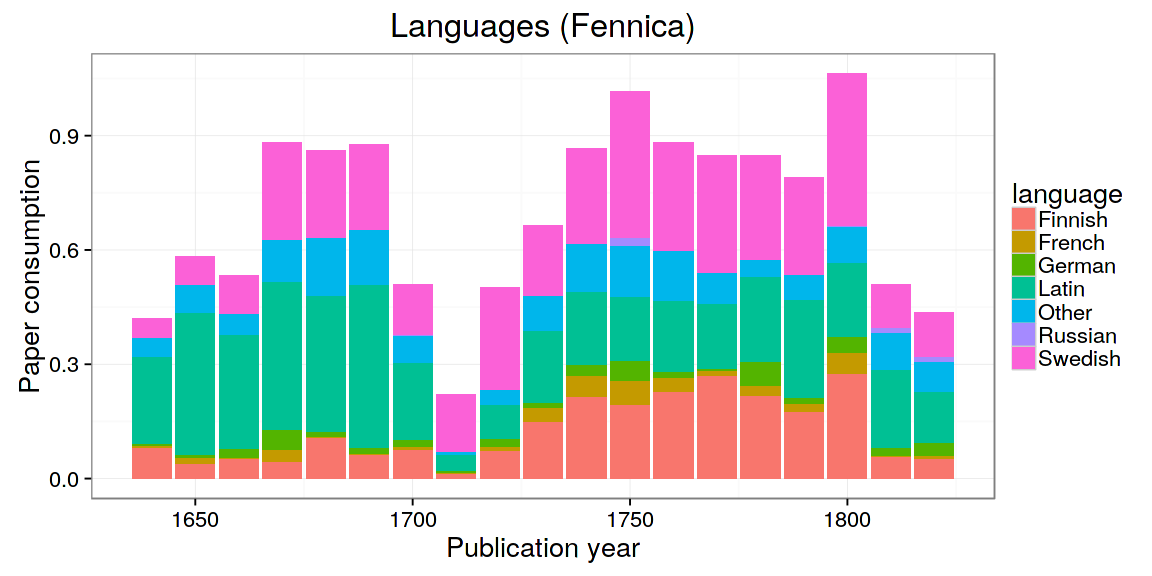 Languages (Fennica)
Paper consumption
0.9
0.6
0.3
0.0
1650
1700
1750
1800
Publication year
language
Finnish
French
German
Latin
Other
Russian
Swedish